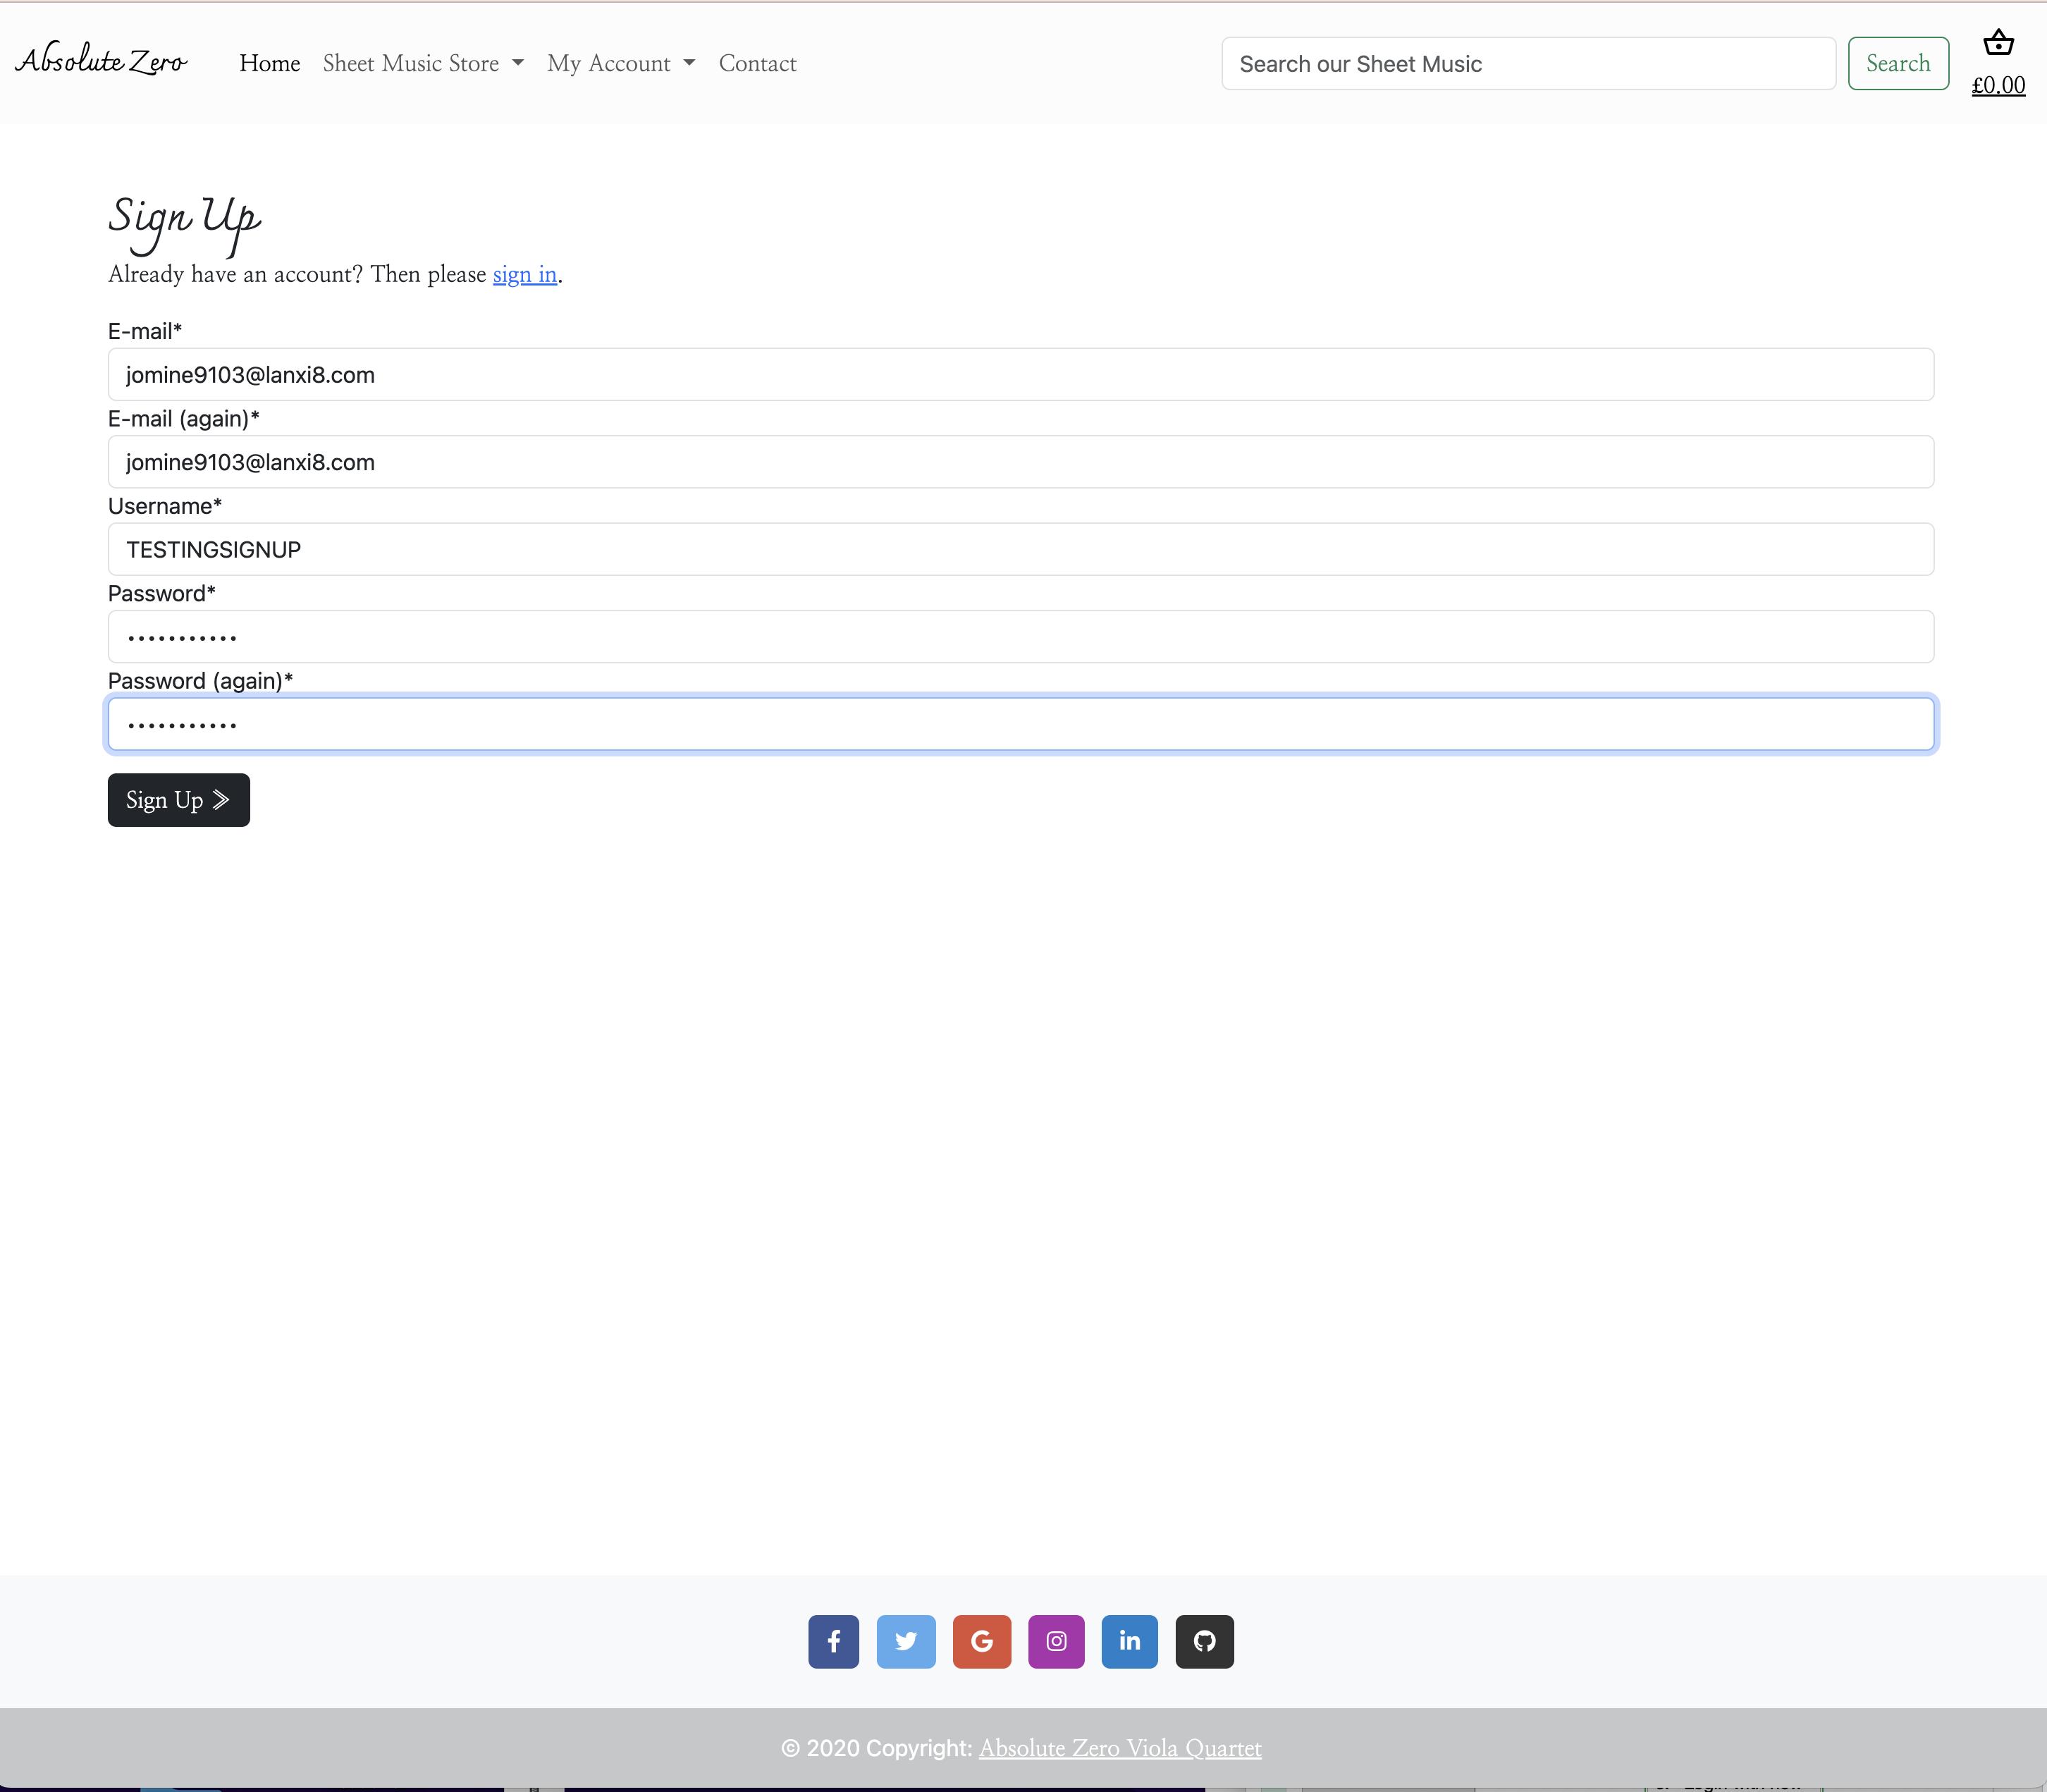 Absolute Zero Home Sheet Music Store My Account Contact Search our Sheet Music Search
£0.00
Sign Up
Already have an account? Then please sign in.
E-mail*
jomine9103@lanxi8.com
E-mail (again)*
jomine9103@lanxi8.com
Username*
TESTINGSIGNUP
Password*
•••••••••••
Password (again)*
•••••••••••
Sign Up
© 2020 Copyright: Absolute Zero Viola Quartet